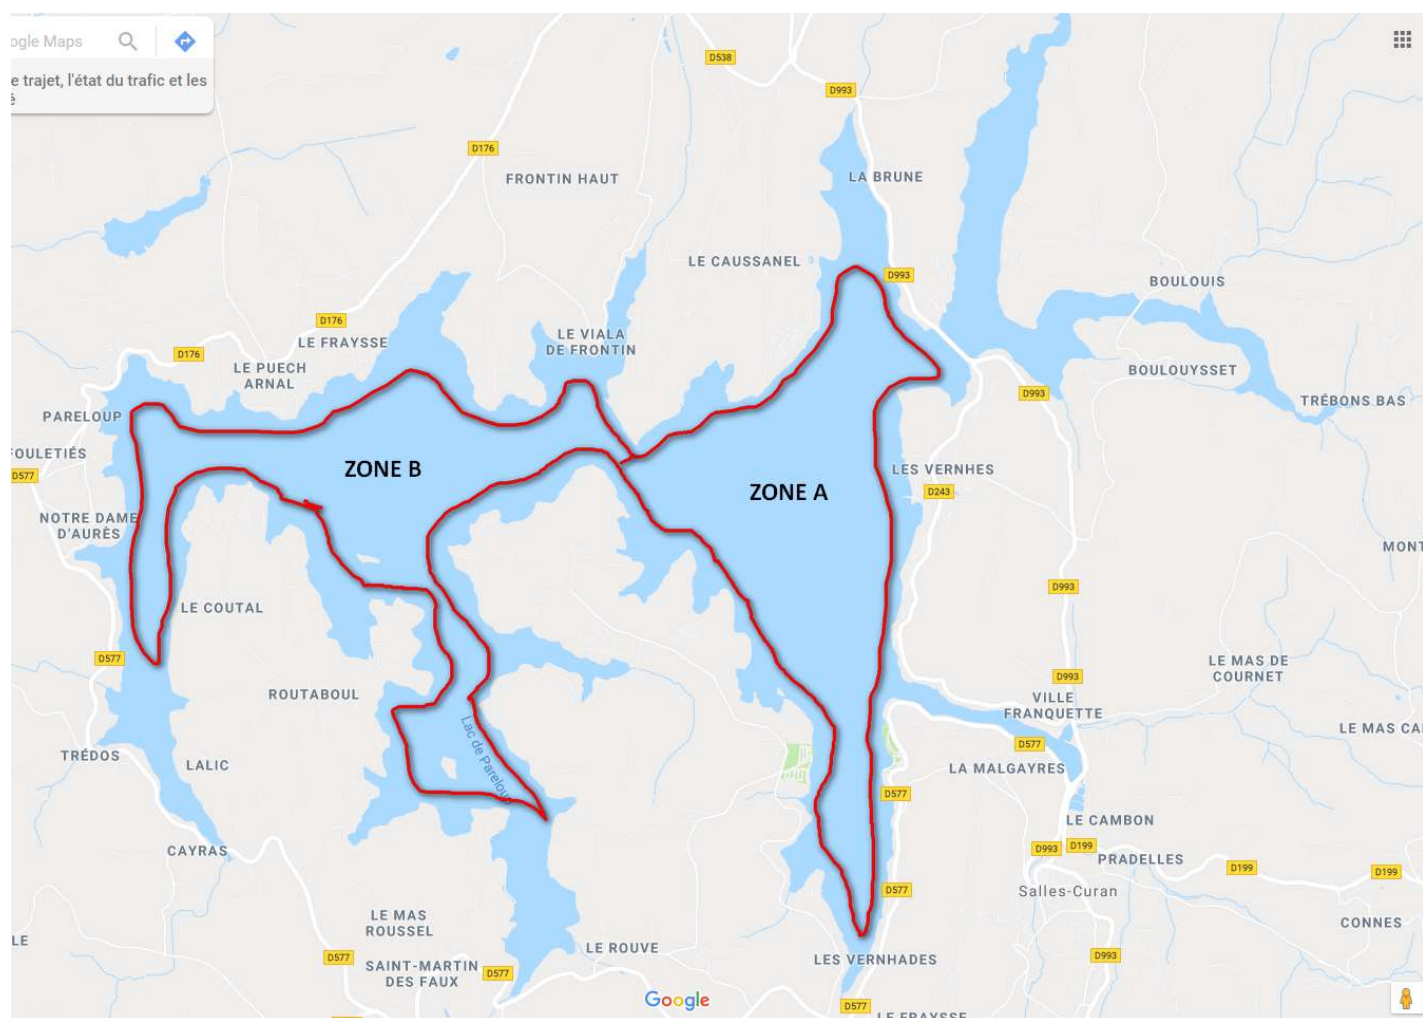 ogle Maps
e trajet, l'état du trafic et les
é
D538
D993
D176
FRONTIN HAUT
LA BRUNE
LE CAUSSANEL
D993
BOULOUIS
D176
LE FRAYSSE
LE VIALA
DE FRONTIN
D176
LE PUECH
ARNAL
BOULOUYSSET
D993
TRÉBONS BAS
PARELOUP
FOULETIÉS
D577
ZONE B
ZONE A
LES VERNHES
D243
NOTRE DAME
D'AURÈS
MONT
LE COUTAL
D993
D577
LE MAS DE
COURNET
D993
ROUTABOUL
VILLE
FRANQUETTE
Lac de Pareloup
LE MAS CA
TRÉDOS
LALIC
D577
LA MALGAYRES
D577
LE CAMBON
CAYRAS
D993
D199
PRADELLES
D199
D199
D577
Salles-Curan
LE MAS
ROUSSEL
CONNES
LE
LE ROUVE
D577
SAINT-MARTIN
DES FAUX
D577
LES VERNHADES
D993
Google
D577
LE FRAYSSE